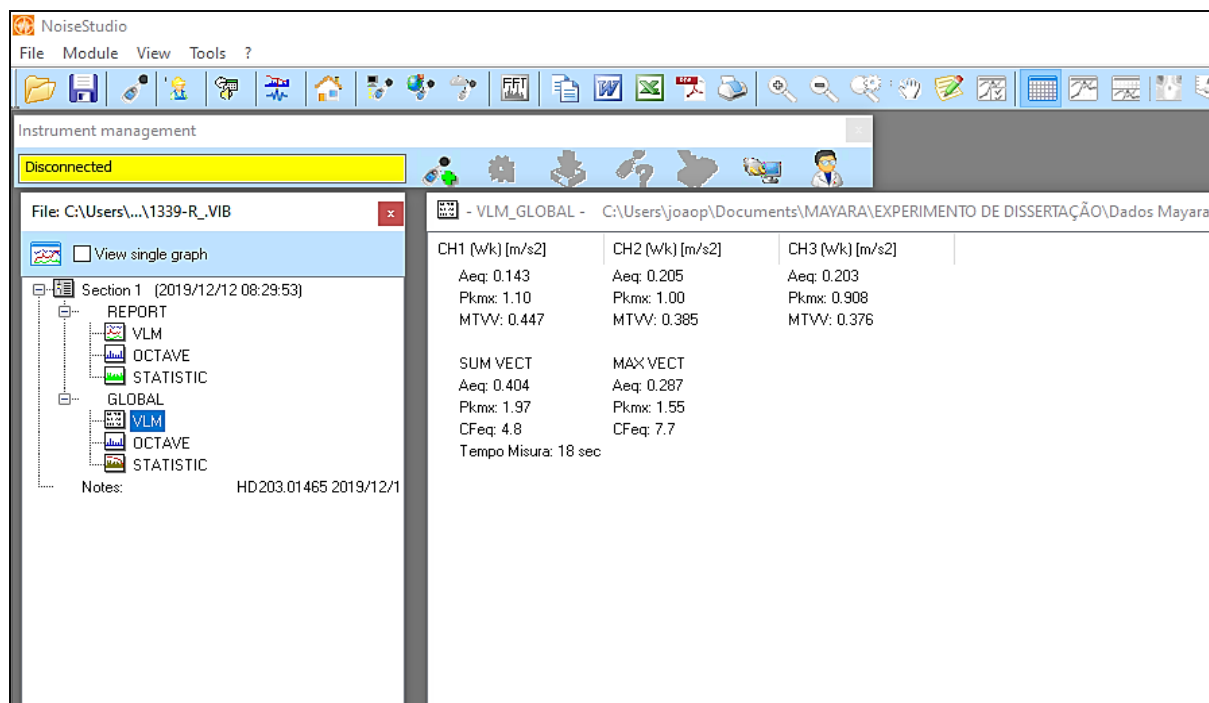 NoiseStudio
File Module View Tools ?
FFT
W
X
PDF
Instrument management
x
Disconnected
File: C:\Users\...\1339-R_.VIB
x
View single graph
Section 1 (2019/12/12 08:29:53)
REPORT
VLM
OCTAVE
STATISTIC
GLOBAL
VLM
OCTAVE
STATISTIC
Notes: HD203.01465 2019/12/1
- VLM_GLOBAL - C:\Users\joaop\Documents\MAYARA\EXPERIMENTO DE DISSERTAÇÃO\Dados Mayara
CH1 (Wk) [m/s2] CH2 (Wk) [m/s2] CH3 (Wk) [m/s2]
Aeq: 0.143 Aeq: 0.205 Aeq: 0.203
Pkmx: 1.10 Pkmx: 1.00 Pkmx: 0.908
MTVV: 0.447 MTVV: 0.385 MTVV: 0.376
SUM VECT MAX VECT
Aeq: 0.404 Aeq: 0.287
Pkmx: 1.97 Pkmx: 1.55
CFeq: 4.8 CFeq: 7.7
Tempo Misura: 18 sec